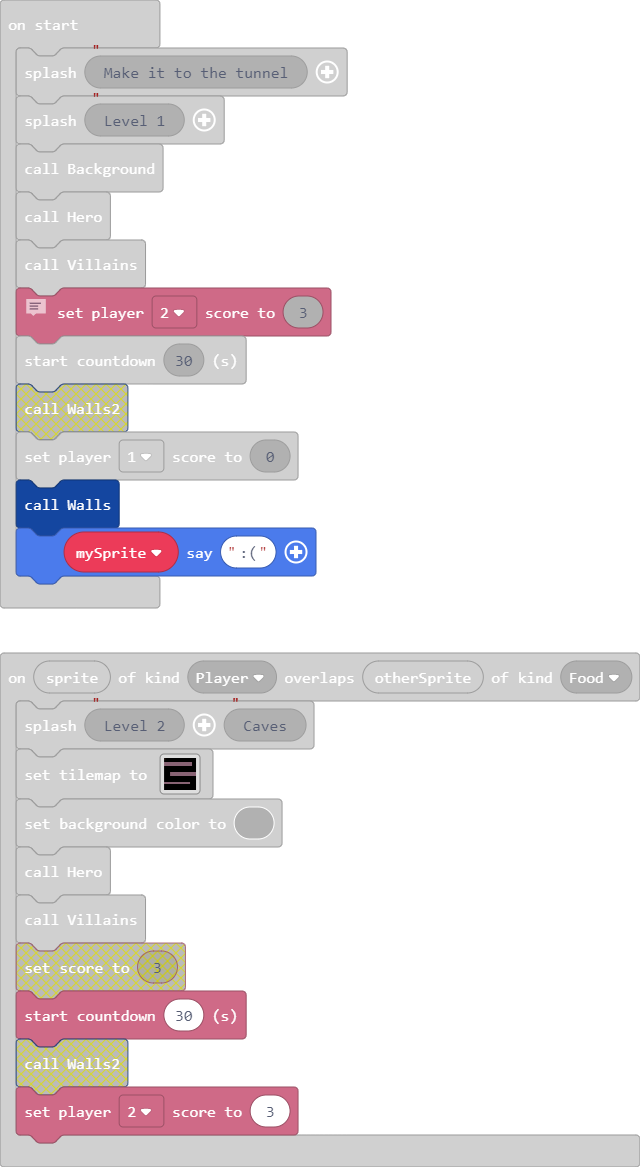 on start
splash " Make it to the tunnel "
splash " Level 1 "
call Background
call Hero
call Villains
set player 2 score to 3
start countdown 30 (s)
call Walls2
set player 1 score to 0
call Walls
mySprite say ":("
on sprite of kind Player overlaps otherSprite of kind Food
splash " Level 2 " Caves
set tilemap to
set background color to
call Hero
call Villains
set score to 3
start countdown 30 (s)
call Walls2
set player 2 score to 3